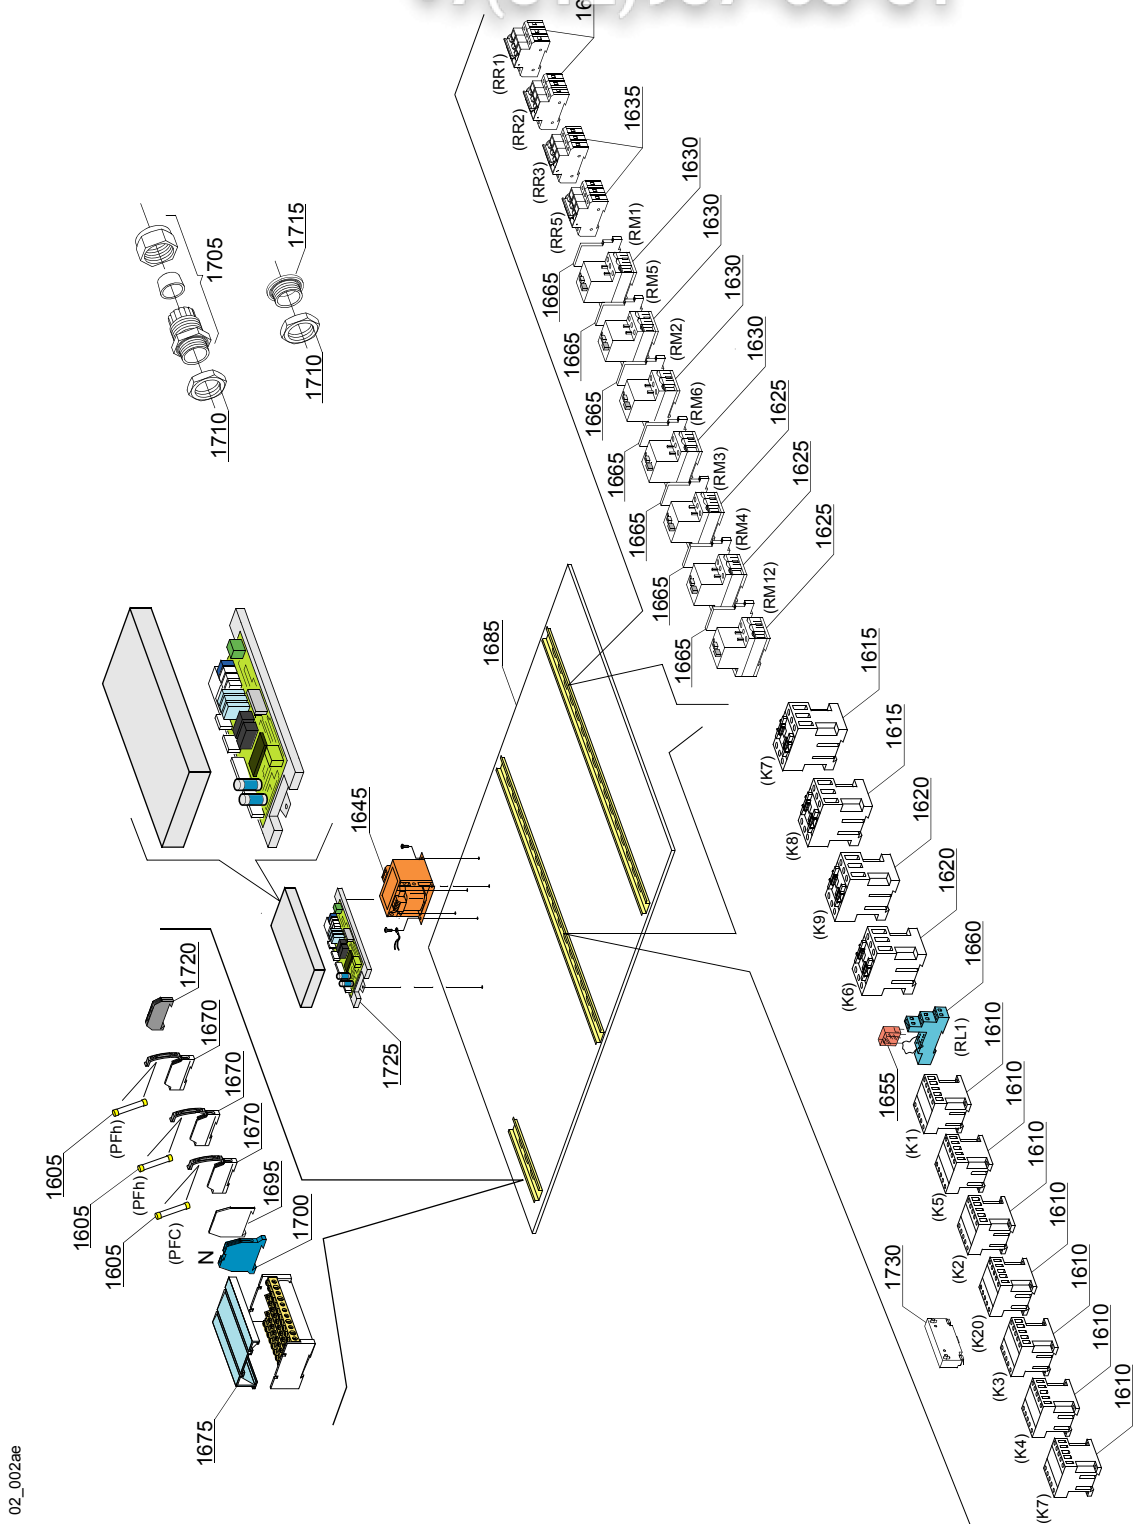 (RR1)
(RR2)
1635
(RR3)
1630
(RR5)
1715
1705
(RM1)
1630
1665
(RM5)
1630
1665
(RM2)
1630
1710
1710
1665
(RM6)
1625
1665
(RM3)
1625
1665
(RM4)
1625
1665
(RM12)
1685
1665
1615
(K7)
1615
1645
(K8)
1620
(K9)
1620
1720
(K6)
1660
1670
1610
(RL1)
1725
1655
1670
1610
(PFh)
(K1)
1605
1670
1610
(K5)
(PFh)
1695
1610
1605
1700
(K2)
(PFC)
N
1610
1605
1730
(K20)
1610
(K3)
1610
(K4)
1675
(K7)
02_002ae